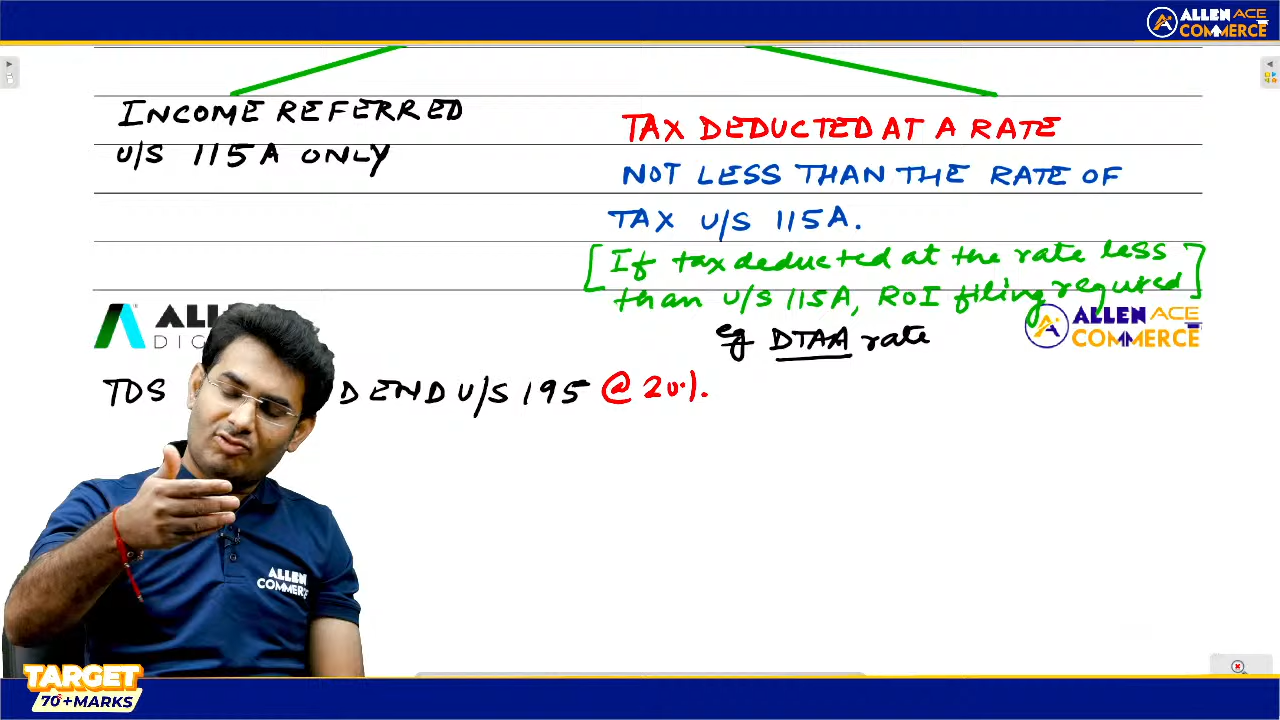 ALLEN ACE
COMMERCE
INCOME REFERRED
U/S 115A ONLY
TAX DEDUCTED AT A RATE
NOT LESS THAN THE RATE OF
TAX U/S 115A.
[If tax deducted at the rate less
than U/S 115A, ROI filing required]
eg DTAA rate
ALLEN ACE
COMMERCE
TDS DEND U/S 195 @ 20%.
ALLEN
COMMERCE
TARGET
70+MARKS